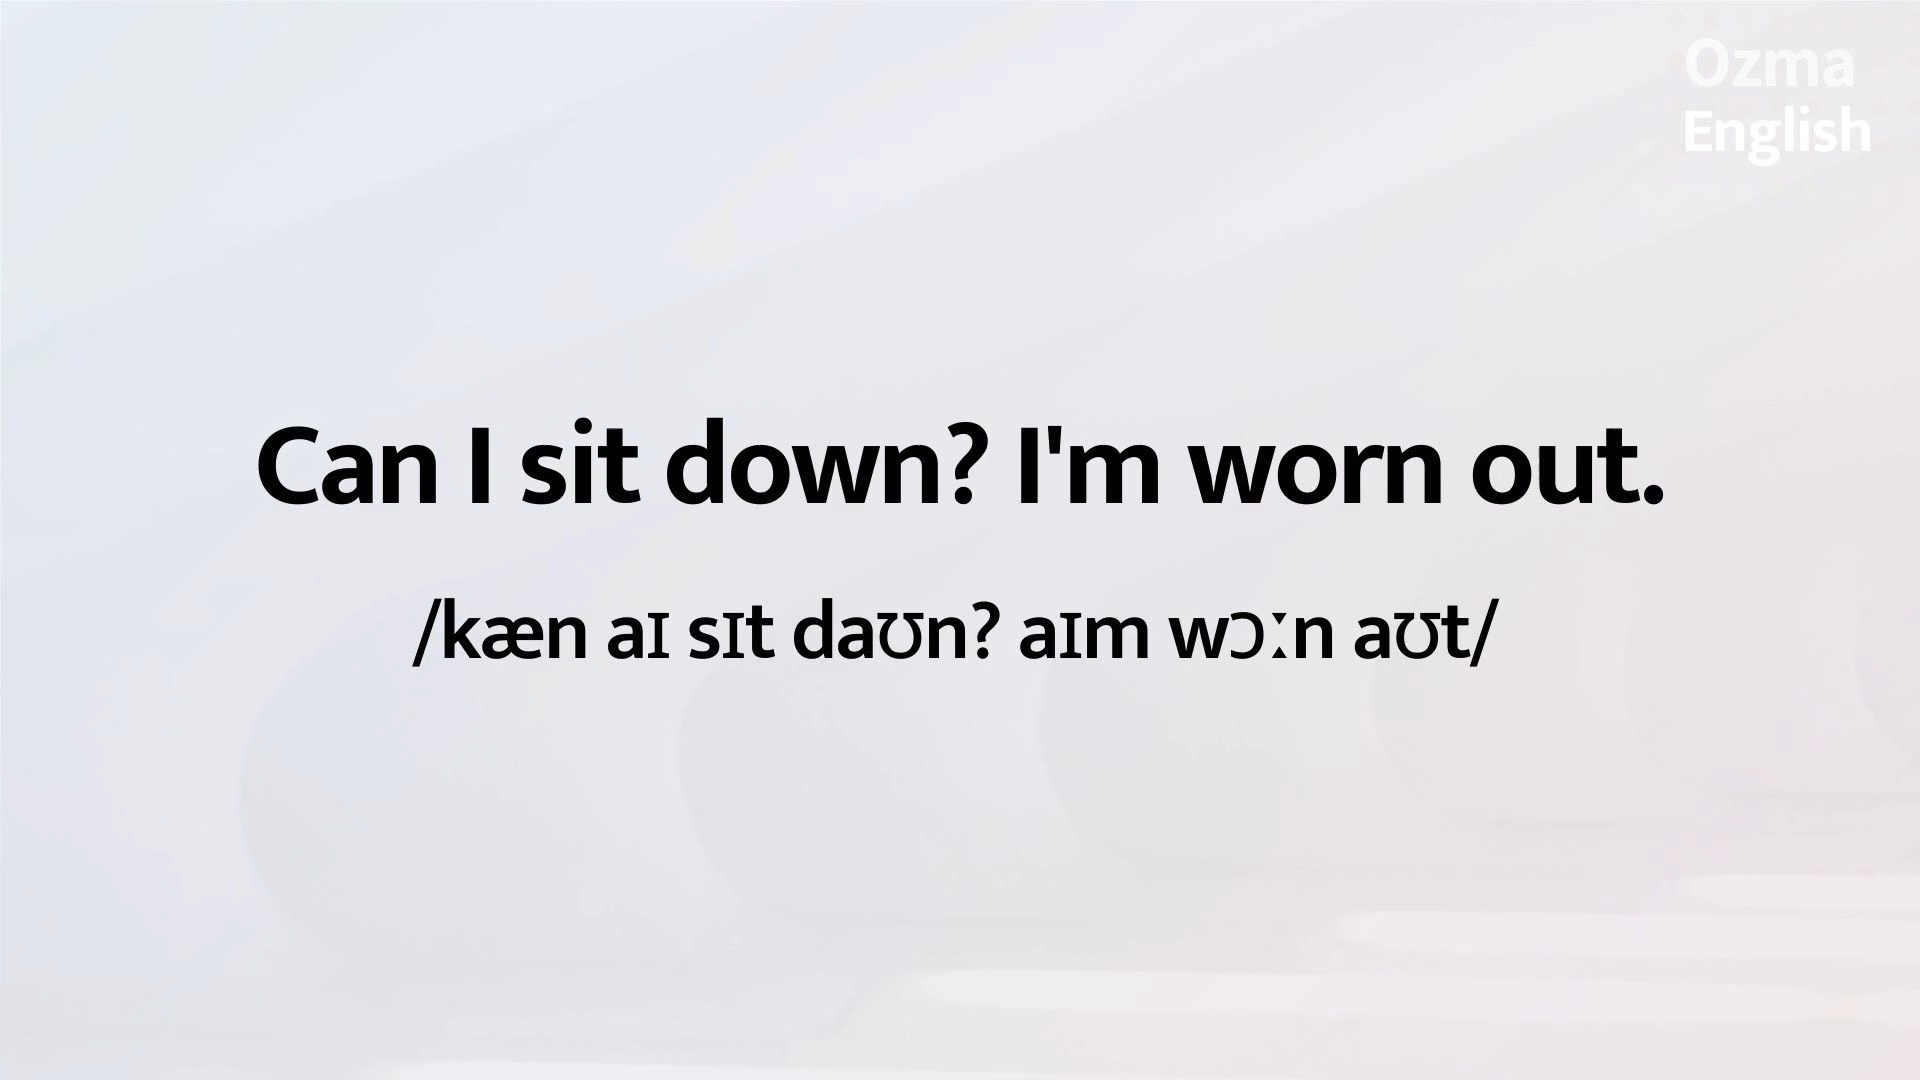 Ozma
English
Can I sit down? I'm worn out.
/kæn aɪ sɪt daʊn? aɪm wɔːn aʊt/